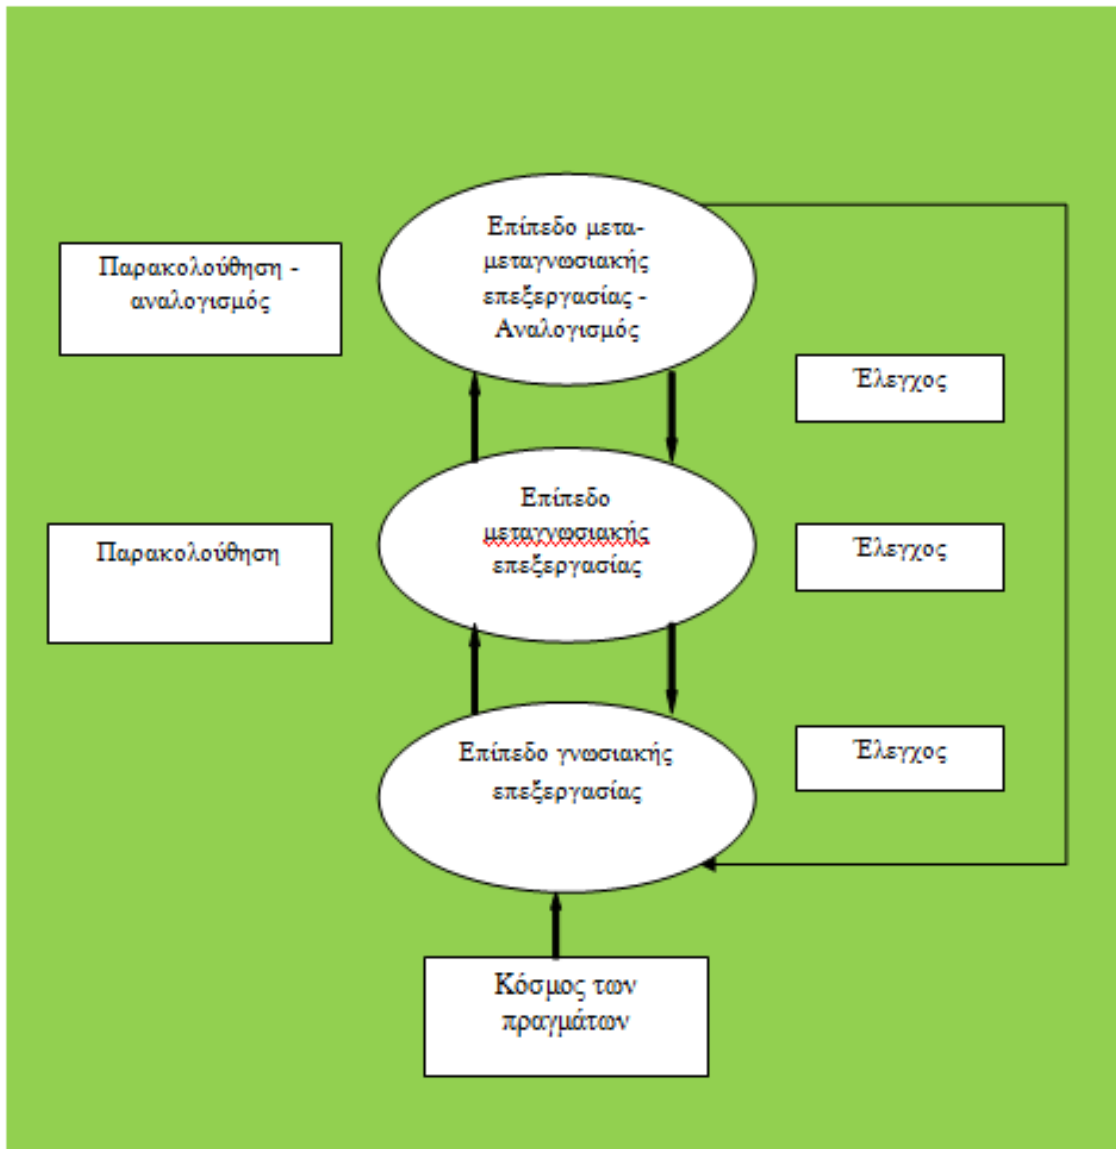 Επίπεδο μετα-
μεταγνωσιακής
επεξεργασίας -
Αναλογισμός
Παρακολούθηση -
αναλογισμός
Έλεγχος
Επίπεδο
μεταγνωσιακής
επεξεργασίας
Παρακολούθηση
Έλεγχος
Επίπεδο γνωσιακής
επεξεργασίας
Έλεγχος
Κόσμος των
πραγμάτων